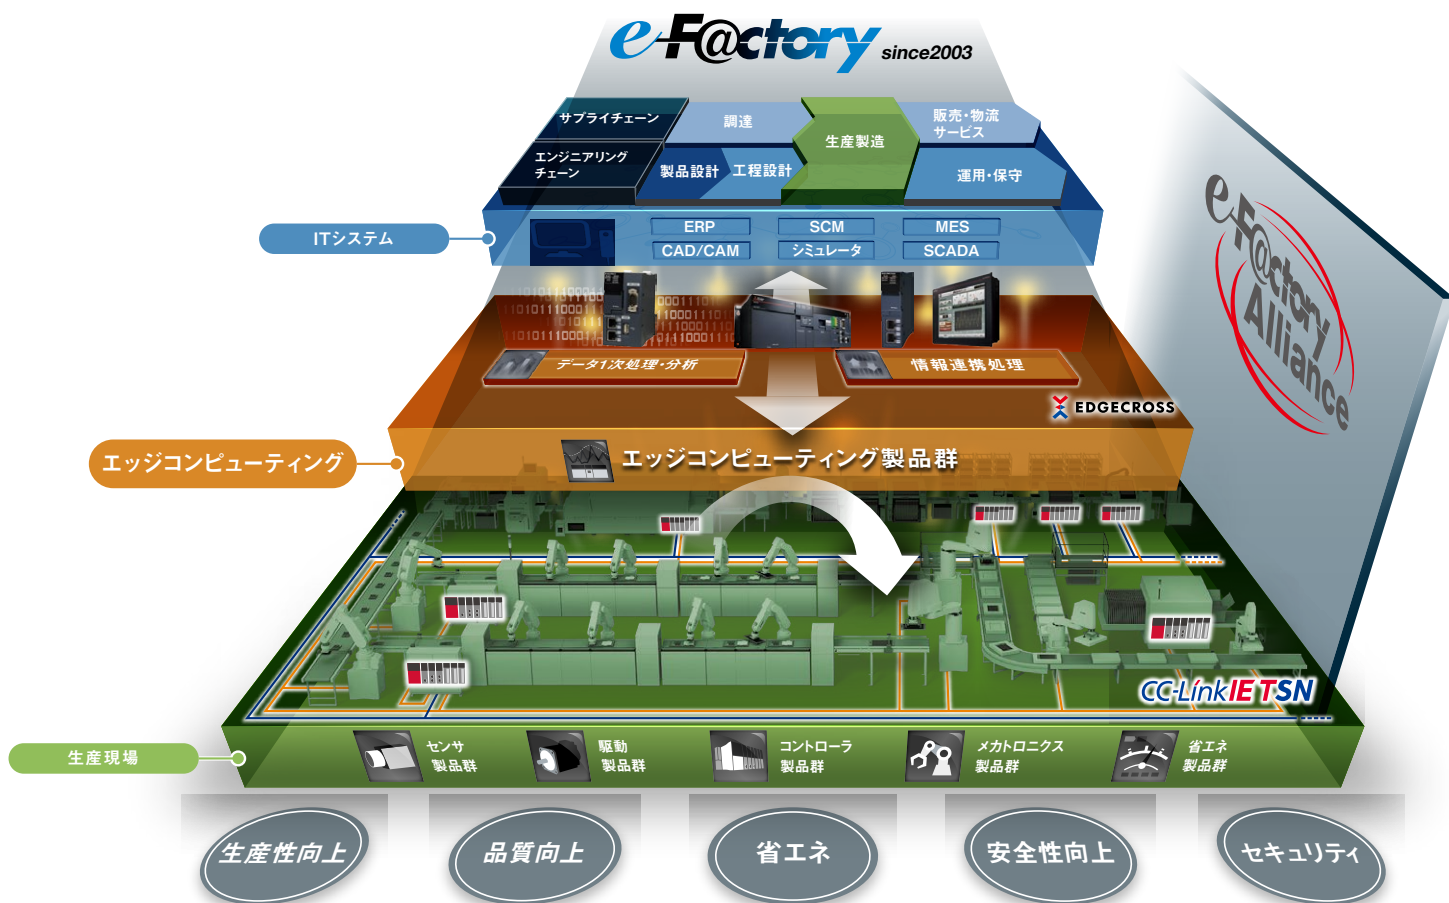 e-F@ctory since2003
サプライチェーン
調達
生産製造
販売・物流
サービス
エンジニアリング
チェーン
製品設計
工程設計
運用・保守
ITシステム
ERP
SCM
MES
CAD/CAM
シミュレータ
SCADA
データ1次処理・分析
情報連携処理
EDGECROSS
エッジコンピューティング
エッジコンピューティング製品群
e-F@ctory
Alliance
CC-Link IE TSN
生産現場
センサ
製品群
駆動
製品群
コントローラ
製品群
メカトロニクス
製品群
省エネ
製品群
生産性向上
品質向上
省エネ
安全性向上
セキュリティ